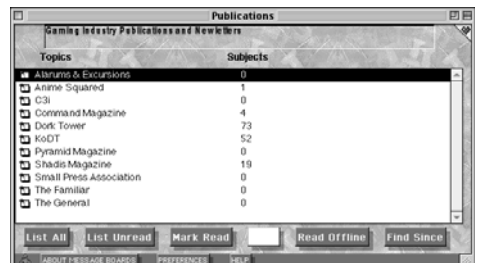 Publications
Gaming Industry Publications and Newletters
Topics Subjects
Alarums & Excursions 0
Anime Squared 1
C3i 0
Command Magazine 4
Dork Tower 73
KoDT 52
Pyramid Magazine 0
Shadis Magazine 19
Small Press Association 0
The Familiar 0
The General 0
List All List Unread Mark Read Read Offline Find Since
ABOUT MESSAGE BOARDS PREFERENCES HELP